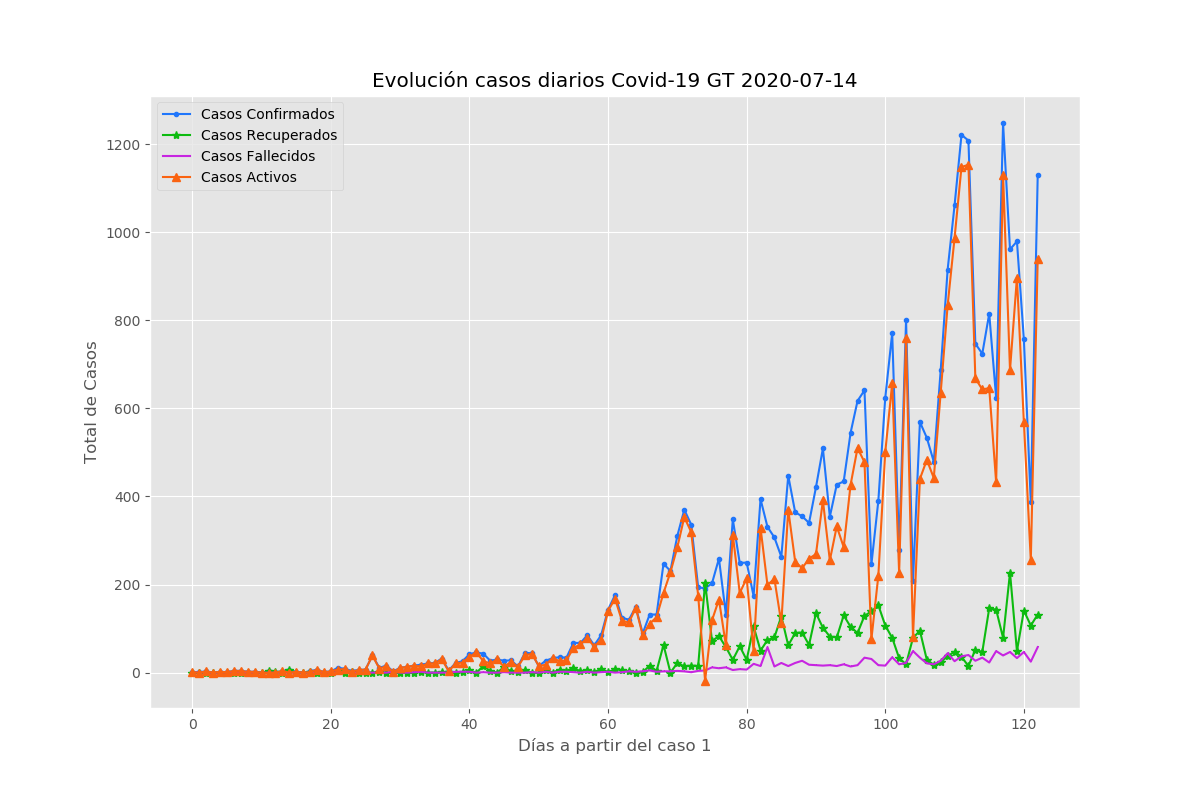 Evolución casos diarios Covid-19 GT 2020-07-14
Casos Confirmados
Casos Recuperados
Casos Fallecidos
Casos Activos
1200
1000
800
600
400
200
0
Total de Casos
0 20 40 60 80 100 120
Días a partir del caso 1